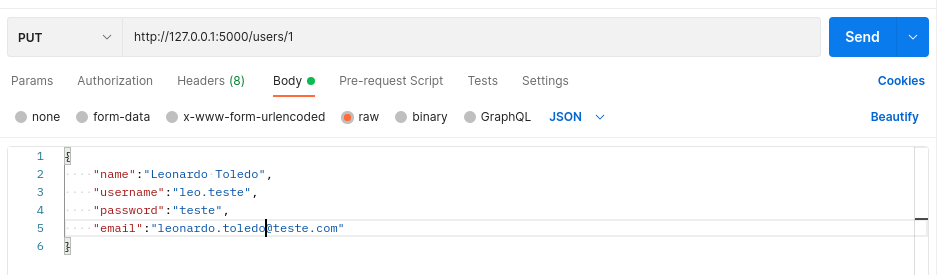 PUT http://127.0.0.1:5000/users/1 Send
Params Authorization Headers (8) Body Pre-request Script Tests Settings Cookies
none form-data x-www-form-urlencoded raw binary GraphQL JSON Beautify
1 {
2 "name":"Leonardo Toledo",
3 "username":"leo.teste",
4 "password":"teste",
5 "email":"leonardo.toledo@teste.com"
6 }